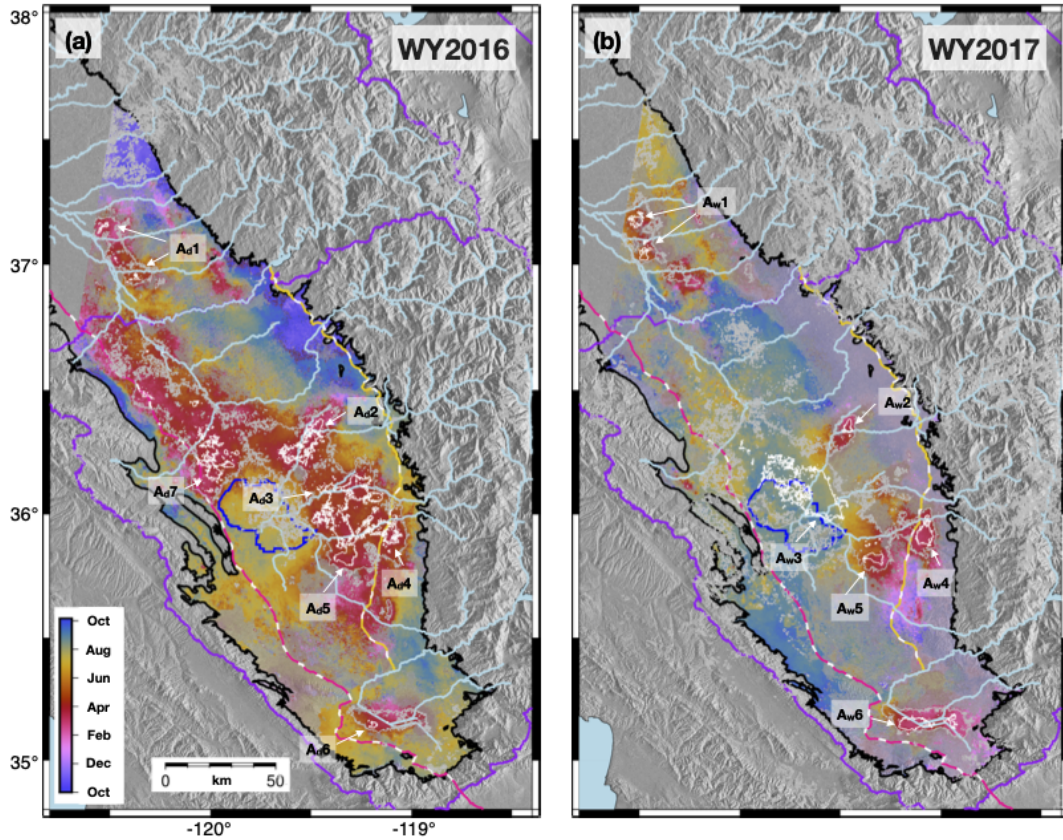 (a)
WY2016
(b)
WY2017
38°
37°
36°
35°
Ad1
Ad2
Ad3
Ad4
Ad5
Ad6
Ad7
Oct
Aug
Jun
Apr
Feb
Dec
Oct
0
50
km
-120°
-119°
Aw1
Aw2
Aw3
Aw4
Aw5
Aw6